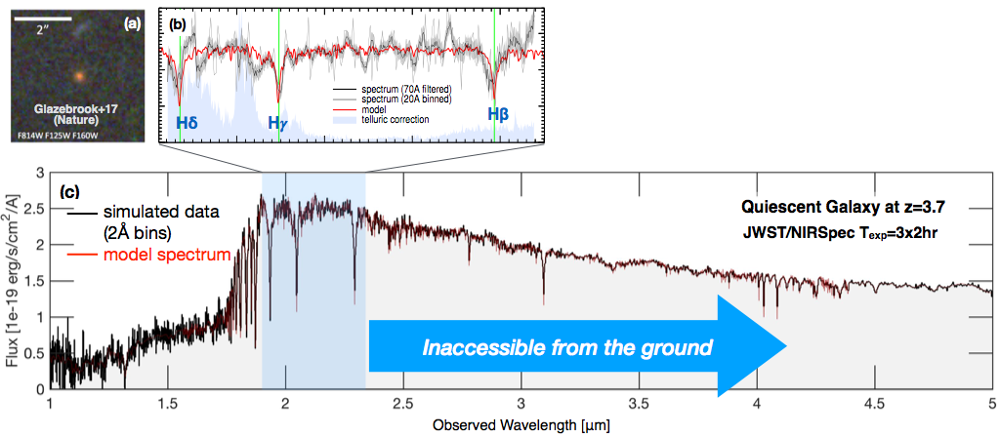 (a)
2”
Glazebrook+17
(Nature)
F814W F125W F160W
(b)
spectrum (70A filtered)
spectrum (20A binned)
model
telluric correction
Hδ
Hγ
Hβ
(c)
simulated data
(2Å bins)
model spectrum
Quiescent Galaxy at z=3.7
JWST/NIRSpec Texp=3x2hr
Inaccessible from the ground
Flux [1e-19 erg/s/cm²/A]
3
2.5
2
1.5
1
0.5
0
1 1.5 2 2.5 3 3.5 4 4.5 5
Observed Wavelength [μm]